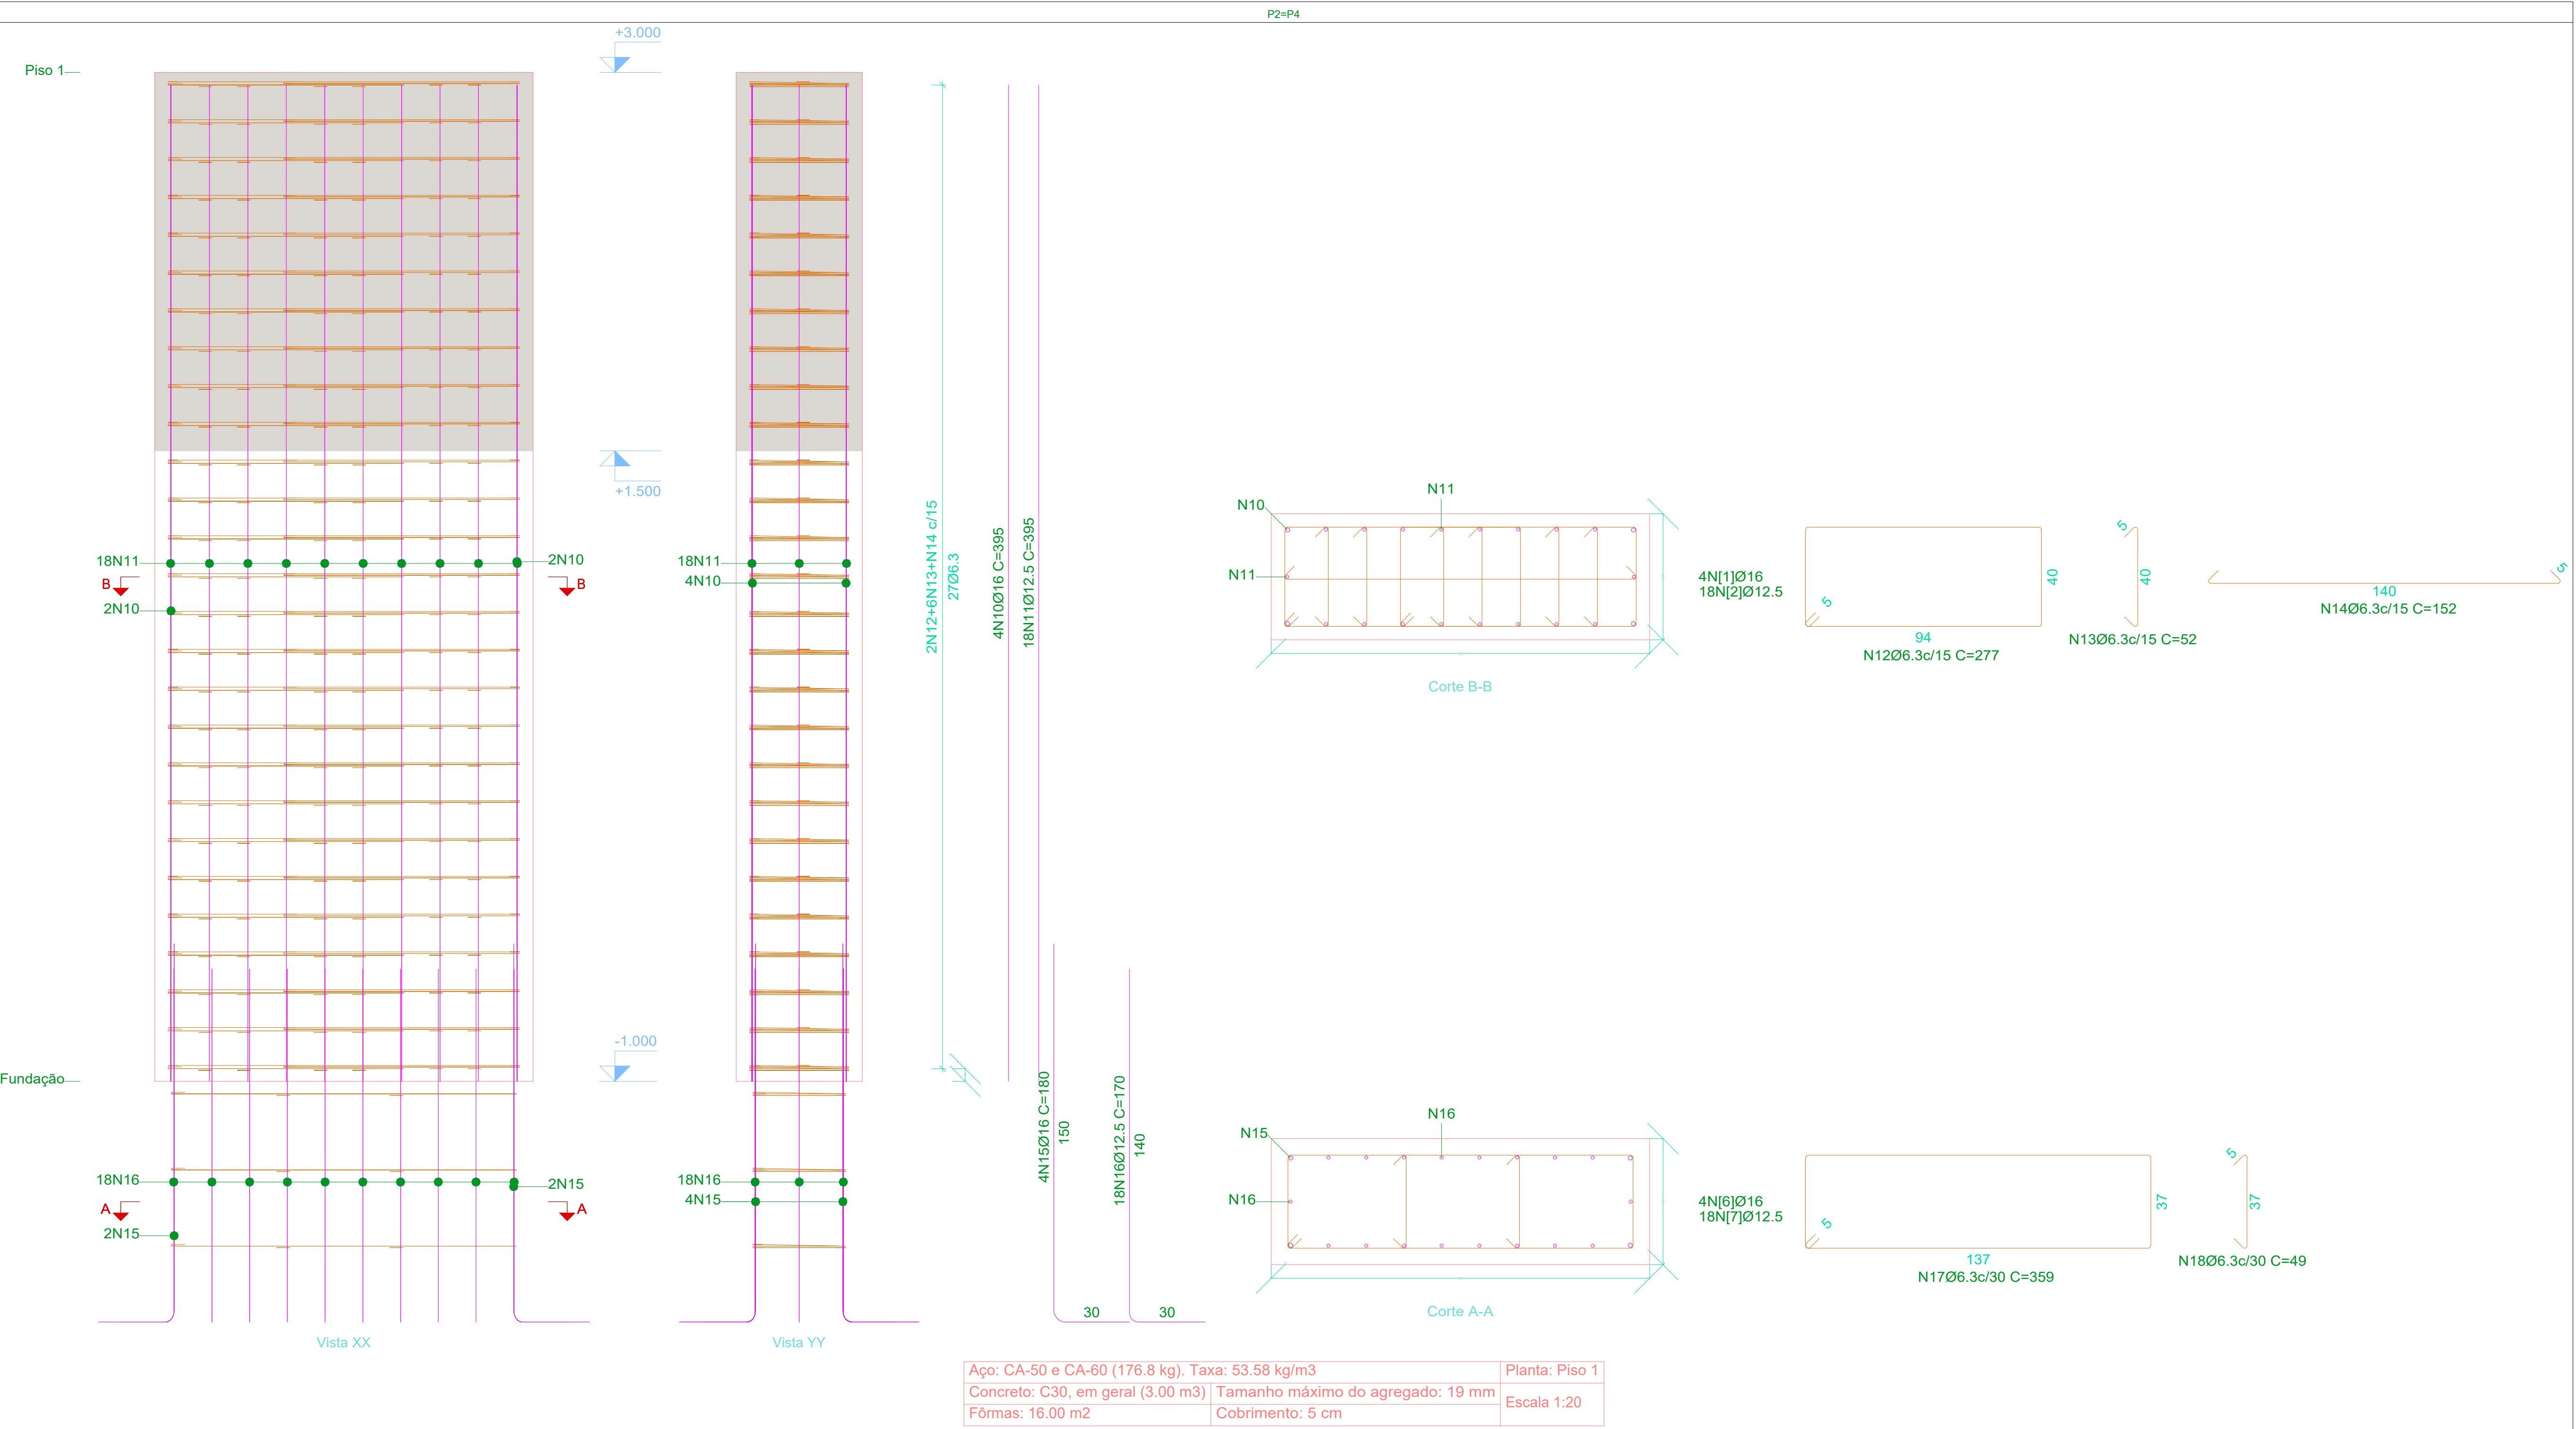 P2=P4
+3.000
Piso 1
+1.500
2N12+6N13+N14 c/15
27Ø6.3
4N10Ø16 C=395
18N11Ø12.5 C=395
18N11
2N10
B
B
2N10
18N11
4N10
N11
N10
N11
4N[1]Ø16
18N[2]Ø12.5
Corte B-B
5
40
94
N12Ø6.3c/15 C=277
5
40
N13Ø6.3c/15 C=52
5
140
N14Ø6.3c/15 C=152
-1.000
Fundação
18N16
2N15
A
A
2N15
18N16
4N15
4N15Ø16 C=180
150
18N16Ø12.5 C=170
140
30
30
N16
N15
N16
4N[6]Ø16
18N[7]Ø12.5
Corte A-A
5
37
137
N17Ø6.3c/30 C=359
5
37
N18Ø6.3c/30 C=49
Vista XX
Vista YY
Aço: CA-50 e CA-60 (176.8 kg). Taxa: 53.58 kg/m3
Planta: Piso 1
Concreto: C30, em geral (3.00 m3)
Tamanho máximo do agregado: 19 mm
Escala 1:20
Fôrmas: 16.00 m2
Cobrimento: 5 cm